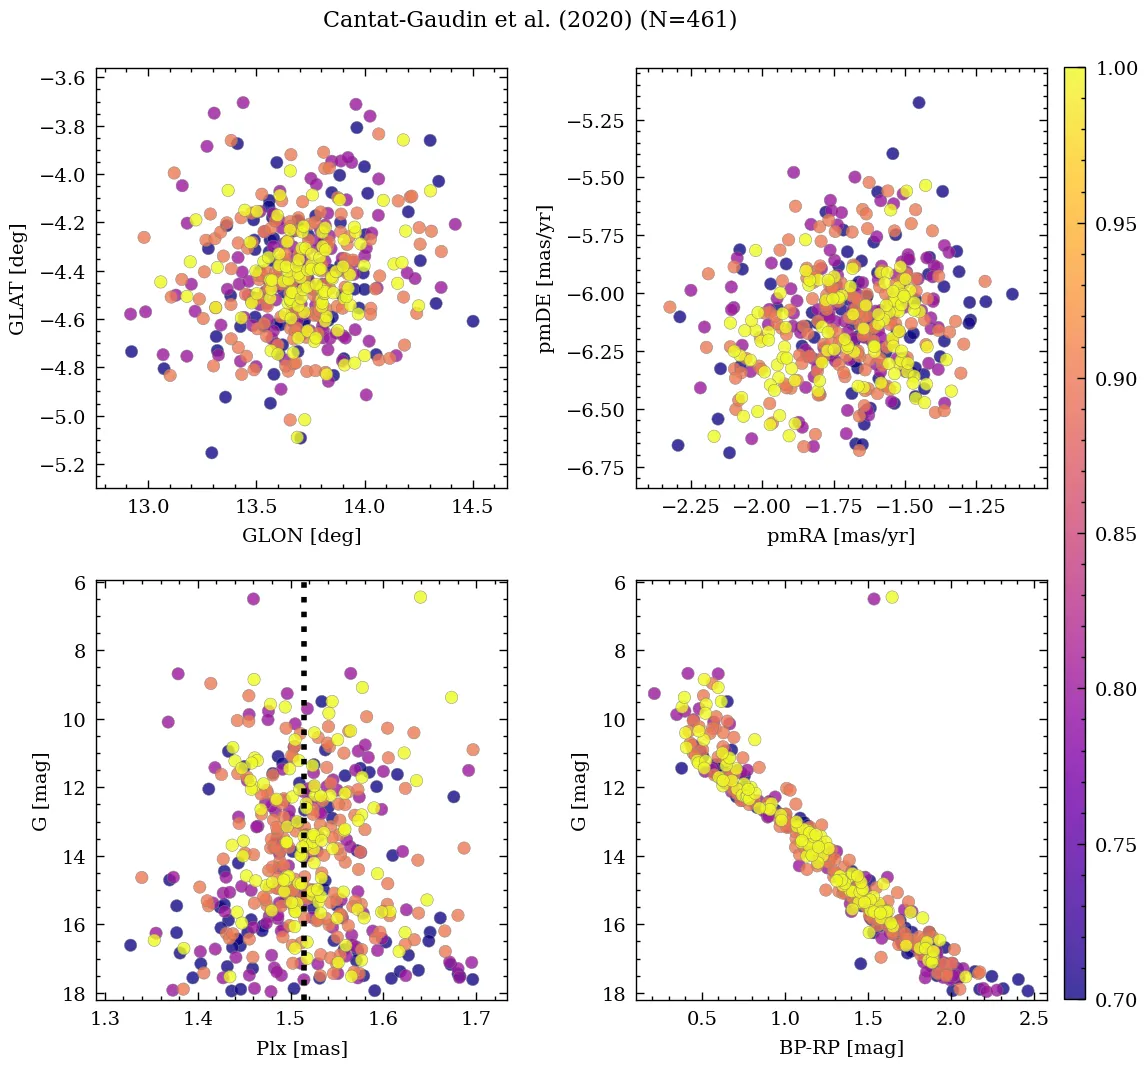 Cantat-Gaudin et al. (2020) (N=461)
−3.6
−3.8
−4.0
−4.2
−4.4
−4.6
−4.8
−5.0
−5.2
GLAT [deg]
13.0 13.5 14.0 14.5
GLON [deg]
−5.25
−5.50
−5.75
−6.00
−6.25
−6.50
−6.75
pmDE [mas/yr]
−2.25 −2.00 −1.75 −1.50 −1.25
pmRA [mas/yr]
6
8
10
12
14
16
18
G [mag]
1.3 1.4 1.5 1.6 1.7
Plx [mas]
6
8
10
12
14
16
18
G [mag]
0.5 1.0 1.5 2.0 2.5
BP-RP [mag]
1.00
0.95
0.90
0.85
0.80
0.75
0.70